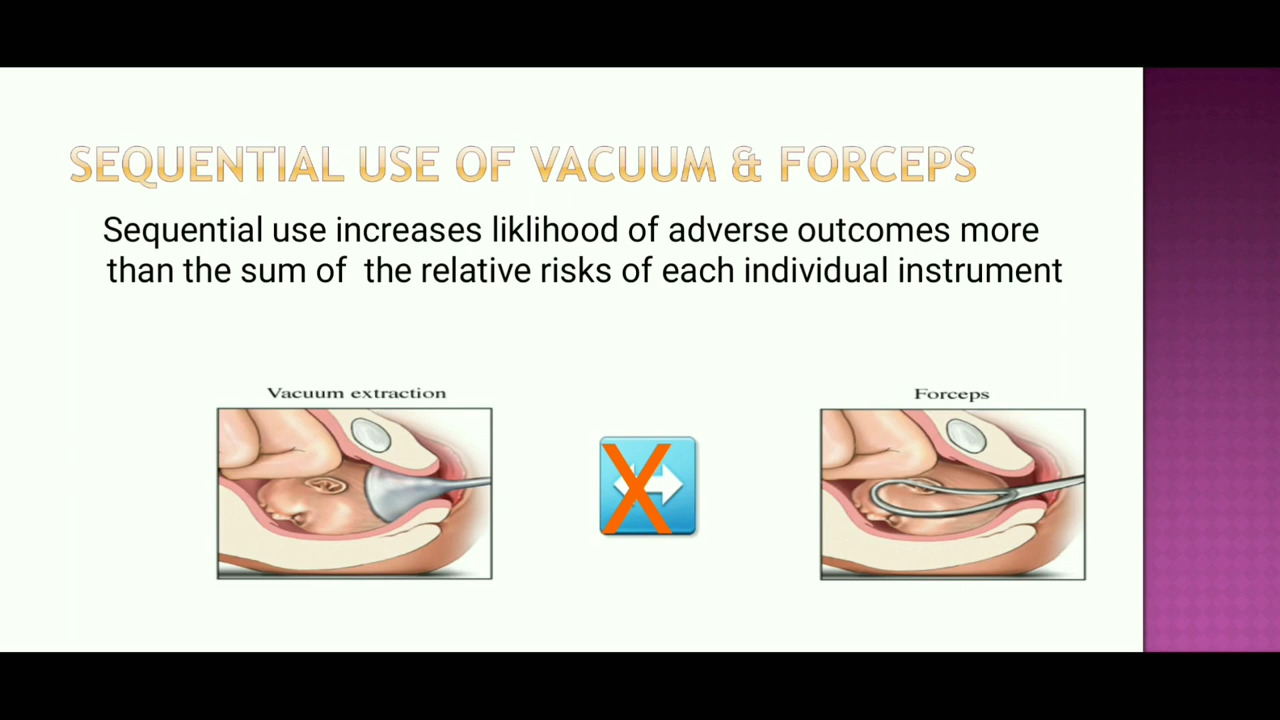 SEQUENTIAL USE OF VACUUM & FORCEPS
Sequential use increases liklihood of adverse outcomes more
than the sum of the relative risks of each individual instrument
Vacuum extraction
Forceps
X